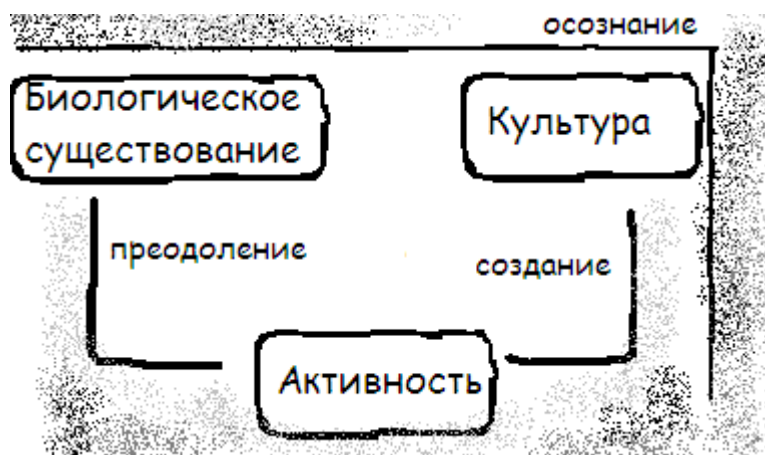 осознание
Биологическое
существование
Культура
преодоление
создание
Активность